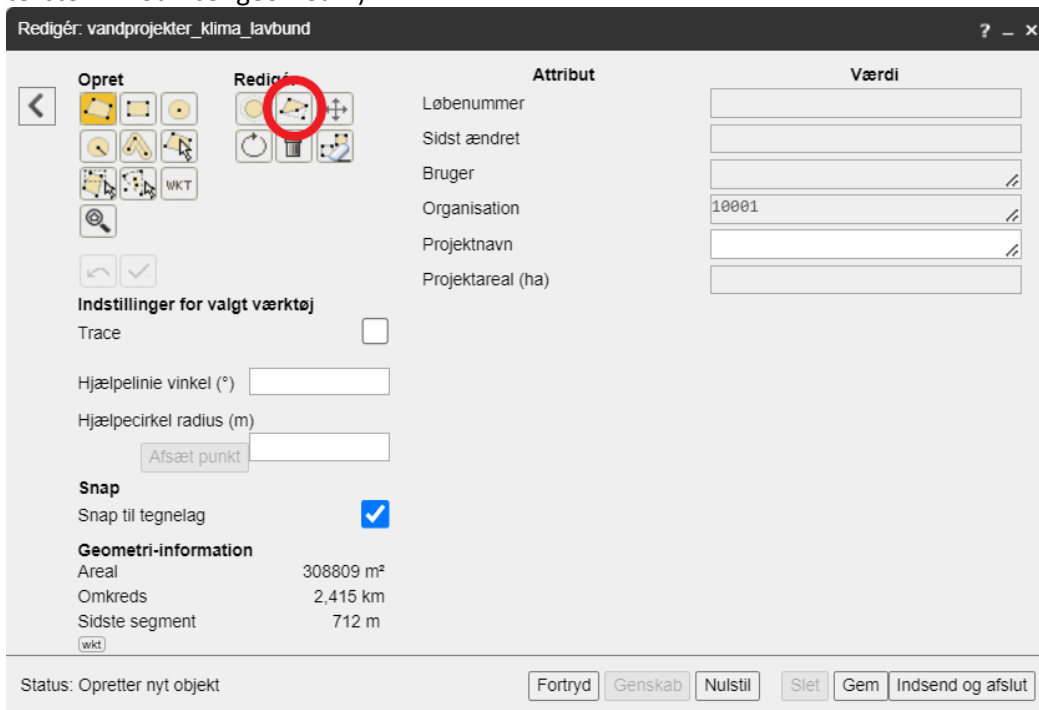 Redigér: vandprojekter_klima_lavbund ? – ×
Opret Redigér
WKT
Indstillinger for valgt værktøj
Trace
Hjælpelinie vinkel (°)
Hjælpecirkel radius (m)
Afsæt punkt
Snap
Snap til tegnelag
Geometri-information
Areal 308809 m²
Omkreds 2,415 km
Sidste segment 712 m
wkt
Attribut Værdi
Løbenummer
Sidst ændret
Bruger
Organisation 10001
Projektnavn
Projektareal (ha)
Status: Opretter nyt objekt Fortryd Genskab Nulstil Slet Gem Indsend og afslut